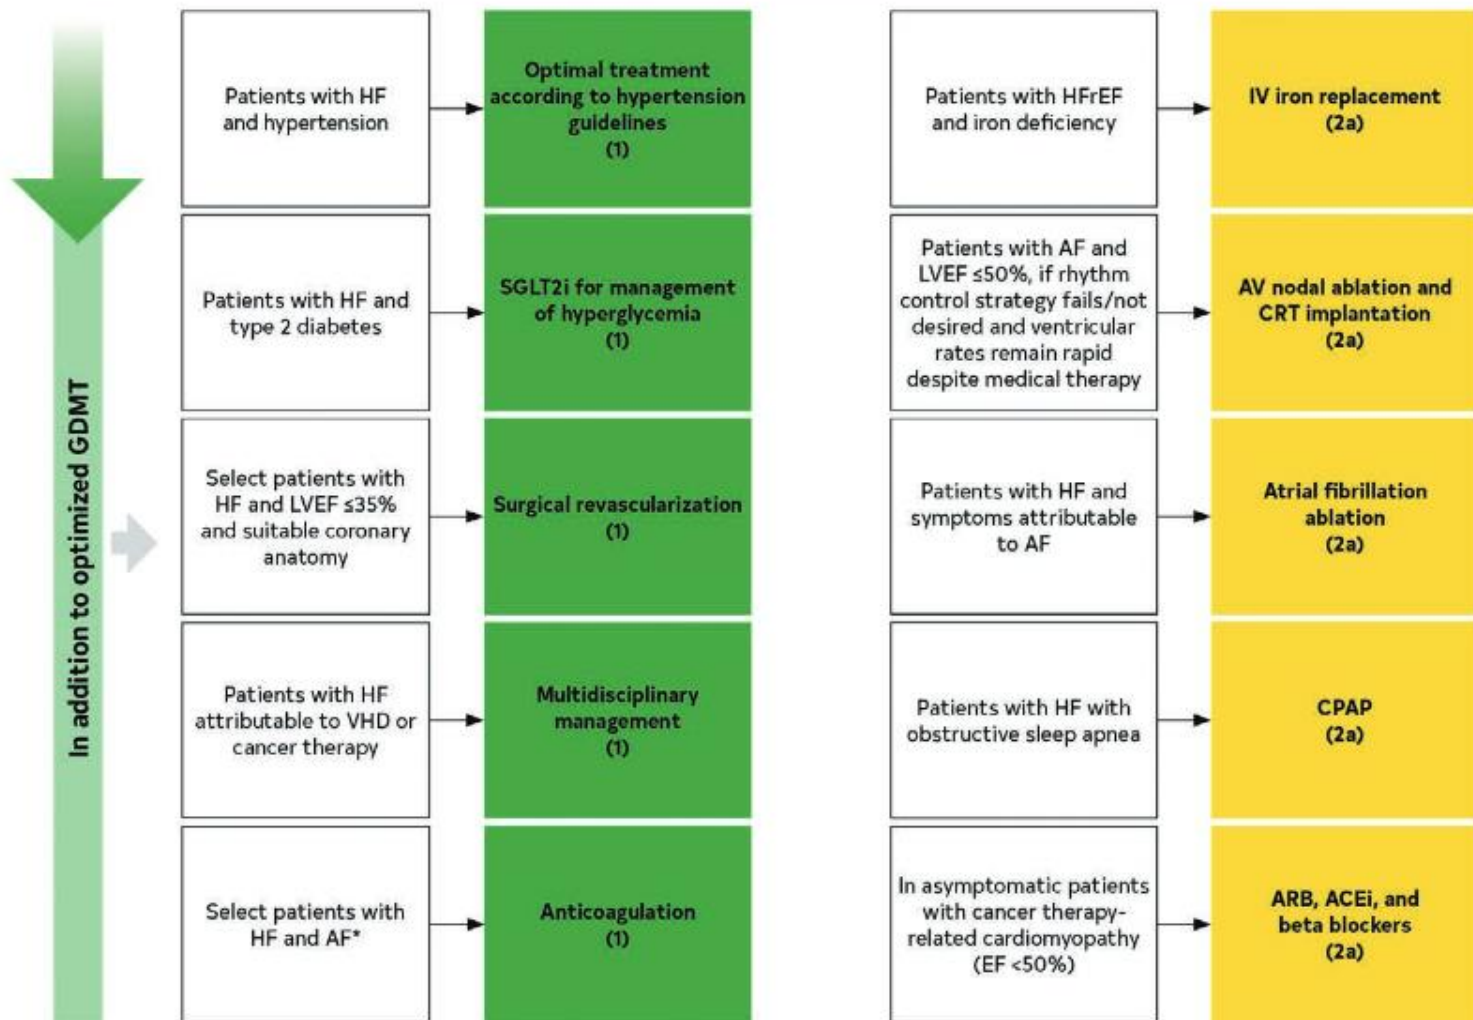 In addition to optimized GDMT
Patients with HF
and hypertension
Optimal treatment
according to hypertension
guidelines
(1)
Patients with HF and
type 2 diabetes
SGLT2i for management
of hyperglycemia
(1)
Select patients with
HF and LVEF ≤35%
and suitable coronary
anatomy
Surgical revascularization
(1)
Patients with HF
attributable to VHD or
cancer therapy
Multidisciplinary
management
(1)
Select patients with
HF and AF*
Anticoagulation
(1)
Patients with HFrEF
and iron deficiency
IV iron replacement
(2a)
Patients with AF and
LVEF ≤50%, if rhythm
control strategy fails/not
desired and ventricular
rates remain rapid
despite medical therapy
AV nodal ablation and
CRT implantation
(2a)
Patients with HF and
symptoms attributable
to AF
Atrial fibrillation
ablation
(2a)
Patients with HF with
obstructive sleep apnea
CPAP
(2a)
In asymptomatic patients
with cancer therapy-
related cardiomyopathy
(EF <50%)
ARB, ACEi, and
beta blockers
(2a)